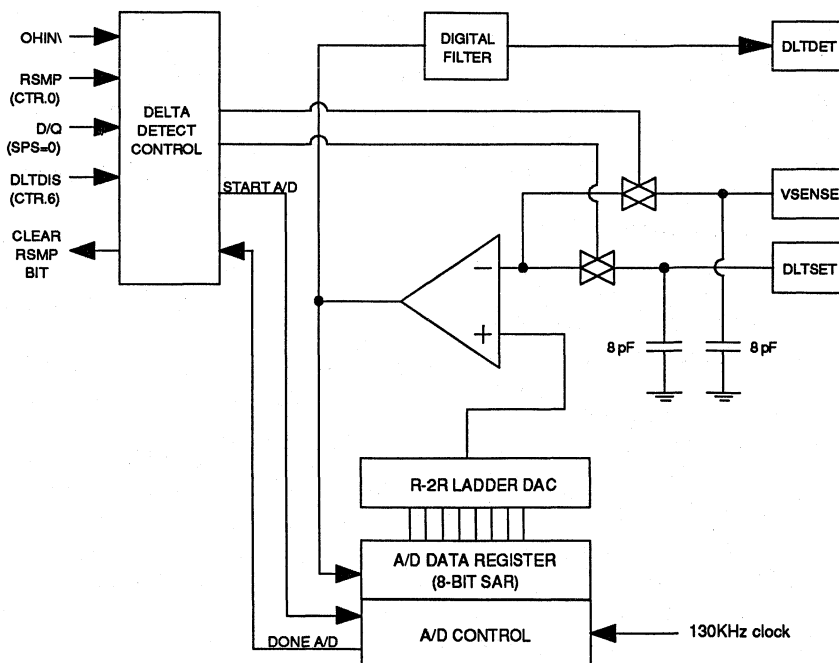 OHIN\
RSMP
(CTR.0)
D/Q
(SPS=0)
DLTDIS
(CTR.6)
CLEAR
RSMP
BIT
DELTA
DETECT
CONTROL
START A/D
DONE A/D
DIGITAL
FILTER
DLTDET
VSENSE
DLTSET
−
+
8 pF
8 pF
R-2R LADDER DAC
A/D DATA REGISTER
(8-BIT SAR)
A/D CONTROL
130KHz clock